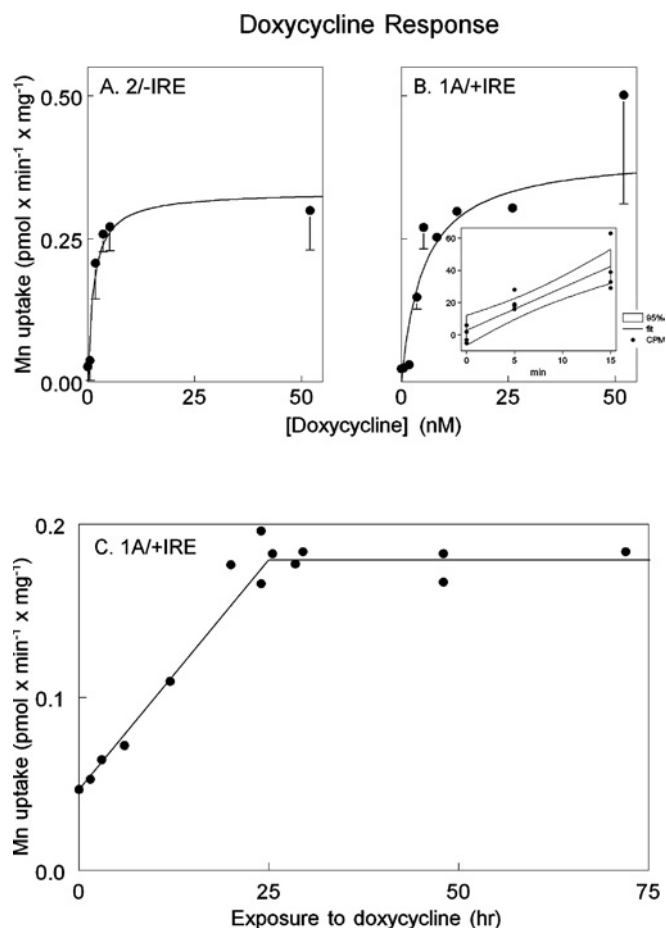 Doxycycline Response
A. 2/-IRE
B. 1A/+IRE
Mn uptake (pmol x min⁻¹ x mg⁻¹)
0.50
0.25
0.00
0
25
50
0
25
50
[Doxycycline] (nM)
60
40
20
0
0
5
10
15
min
95%
fit
CPM
C. 1A/+IRE
Mn uptake (pmol x min⁻¹ x mg⁻¹)
0.2
0.1
0.0
0
25
50
75
Exposure to doxycycline (hr)